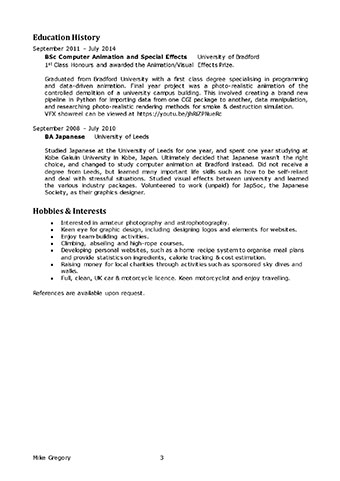 Education History
September 2011 – July 2014
BSc Computer Animation and Special Effects University of Bradford
1st Class Honours and awarded the Animation/Visual Effects Prize.
Graduated from Bradford University with a first class degree specialising in programming
and data-driven animation. Final year project was a photo-realistic animation of the
controlled demolition of a university campus building. This involved creating a brand new
pipeline in Python for importing data from one CGI package to another, data manipulation,
and researching photo-realistic rendering methods for smoke & destruction simulation.
VFX showreel can be viewed at
September 2008 – July 2010
BA Japanese University of Leeds
Studied Japanese at the University of Leeds for one year, and spent one year studying at
Kobe Gakuin University in Kobe, Japan. Ultimately decided that Japanese wasn't the right
choice, and changed to study computer animation at Bradford instead. Did not receive a
degree from Leeds, but learned many important life skills such as how to be self-reliant
and deal with stressful situations. Studied visual effects between university and learned
the various industry packages. Volunteered to work (unpaid) for JapSoc, the Japanese
Society, as their graphics designer.
Hobbies & Interests
• Interested in amateur photography and astrophotography.
• Keen eye for graphic design, including designing logos and elements for websites.
• Enjoy team-building activities.
• Climbing, abseiling and high-rope courses.
• Developing personal websites, such as a home recipe system to organise meal plans
and provide statistics on ingredients, calorie tracking & cost estimation.
• Raising money for local charities through activities such as sponsored sky dives and
walks.
• Full, clean, UK car & motorcycle licence. Keen motorcyclist and enjoy travelling.
References are available upon request.
Mike Gregory 3